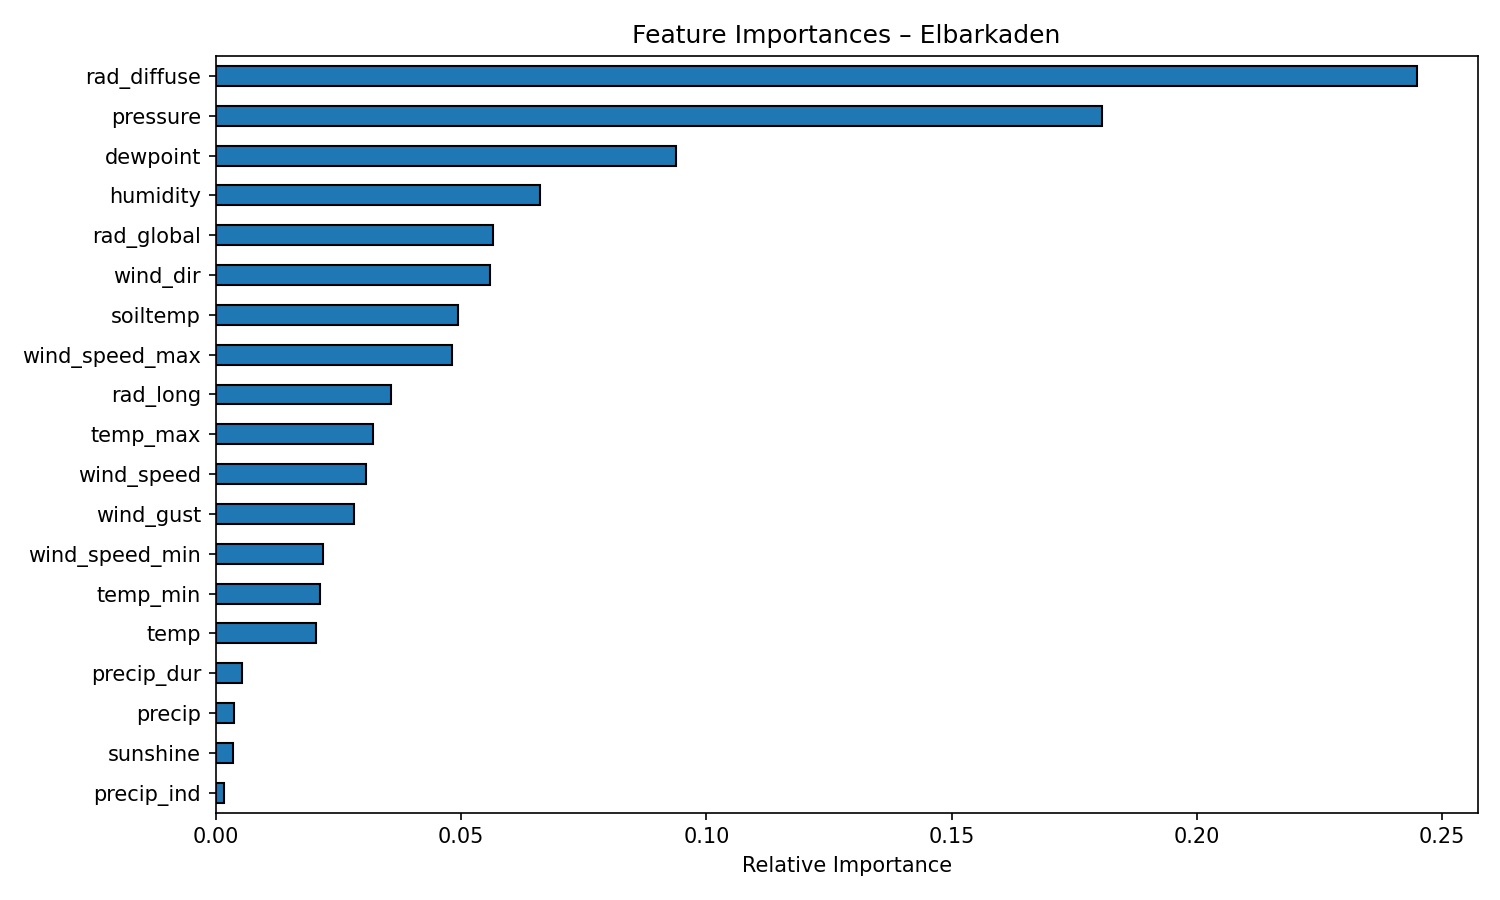 Feature Importances – Elbarkaden
rad_diffuse
pressure
dewpoint
humidity
rad_global
wind_dir
soiltemp
wind_speed_max
rad_long
temp_max
wind_speed
wind_gust
wind_speed_min
temp_min
temp
precip_dur
precip
sunshine
precip_ind
0.00 0.05 0.10 0.15 0.20 0.25
Relative Importance